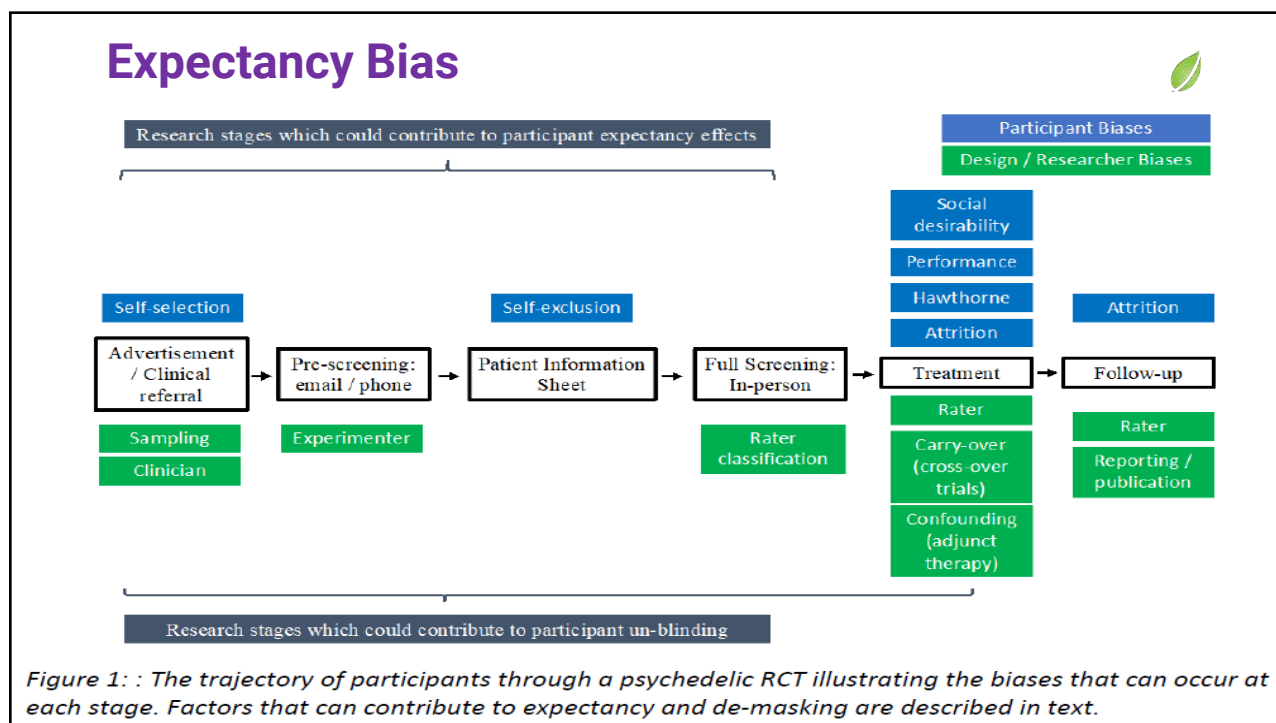 Expectancy Bias
Research stages which could contribute to participant expectancy effects
Participant Biases
Design / Researcher Biases
Social
desirability
Performance
Hawthorne
Attrition
Self-selection
Self-exclusion
Attrition
Advertisement
/ Clinical
referral
Pre-screening:
email / phone
Patient Information
Sheet
Full Screening:
In-person
Treatment
Follow-up
Sampling
Clinician
Experimenter
Rater
classification
Rater
Carry-over
(cross-over
trials)
Confounding
(adjunct
therapy)
Rater
Reporting /
publication
Research stages which could contribute to participant un-blinding
Figure 1: : The trajectory of participants through a psychedelic RCT illustrating the biases that can occur at
each stage. Factors that can contribute to expectancy and de-masking are described in text.